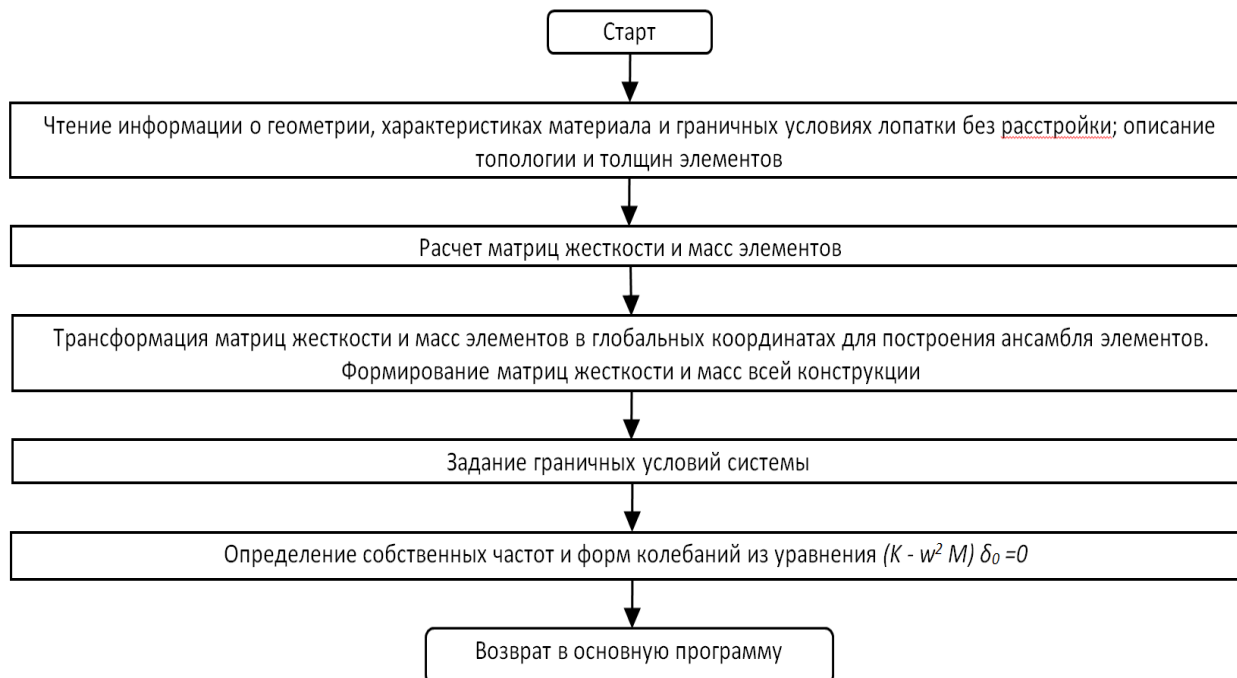 Старт
Чтение информации о геометрии, характеристиках материала и граничных условиях лопатки без расстройки; описание
топологии и толщин элементов
Расчет матриц жесткости и масс элементов
Трансформация матриц жесткости и масс элементов в глобальных координатах для построения ансамбля элементов.
Формирование матриц жесткости и масс всей конструкции
Задание граничных условий системы
Определение собственных частот и форм колебаний из уравнения (K - w² M) δ₀ =0
Возврат в основную программу